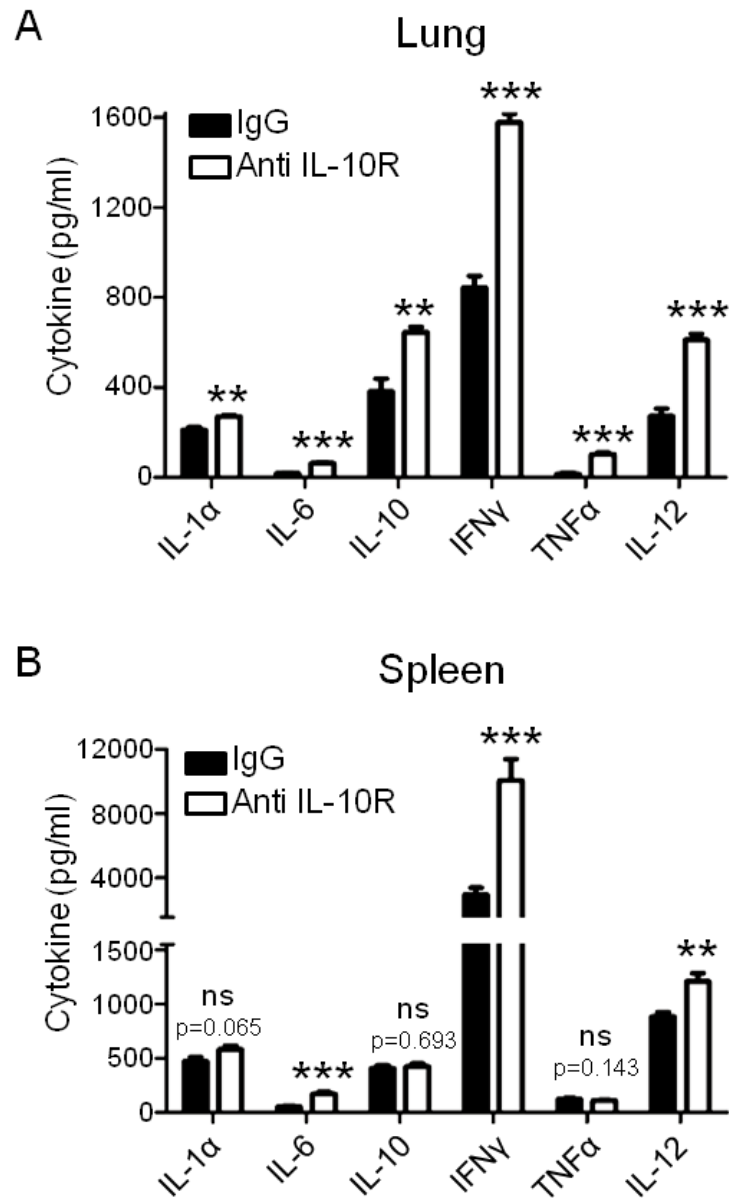 A
Lung
***
1600
IgG
Anti IL-10R
1200
Cytokine (pg/ml)
800
**
***
400
**
***
***
0
IL-1α
IL-6
IL-10
IFNγ
TNFα
IL-12
B
Spleen
12000
***
IgG
Anti IL-10R
8000
Cytokine (pg/ml)
4000
1500
**
ns
p=0.065
1000
ns
p=0.693
ns
p=0.143
500
***
0
IL-1α
IL-6
IL-10
IFNγ
TNFα
IL-12